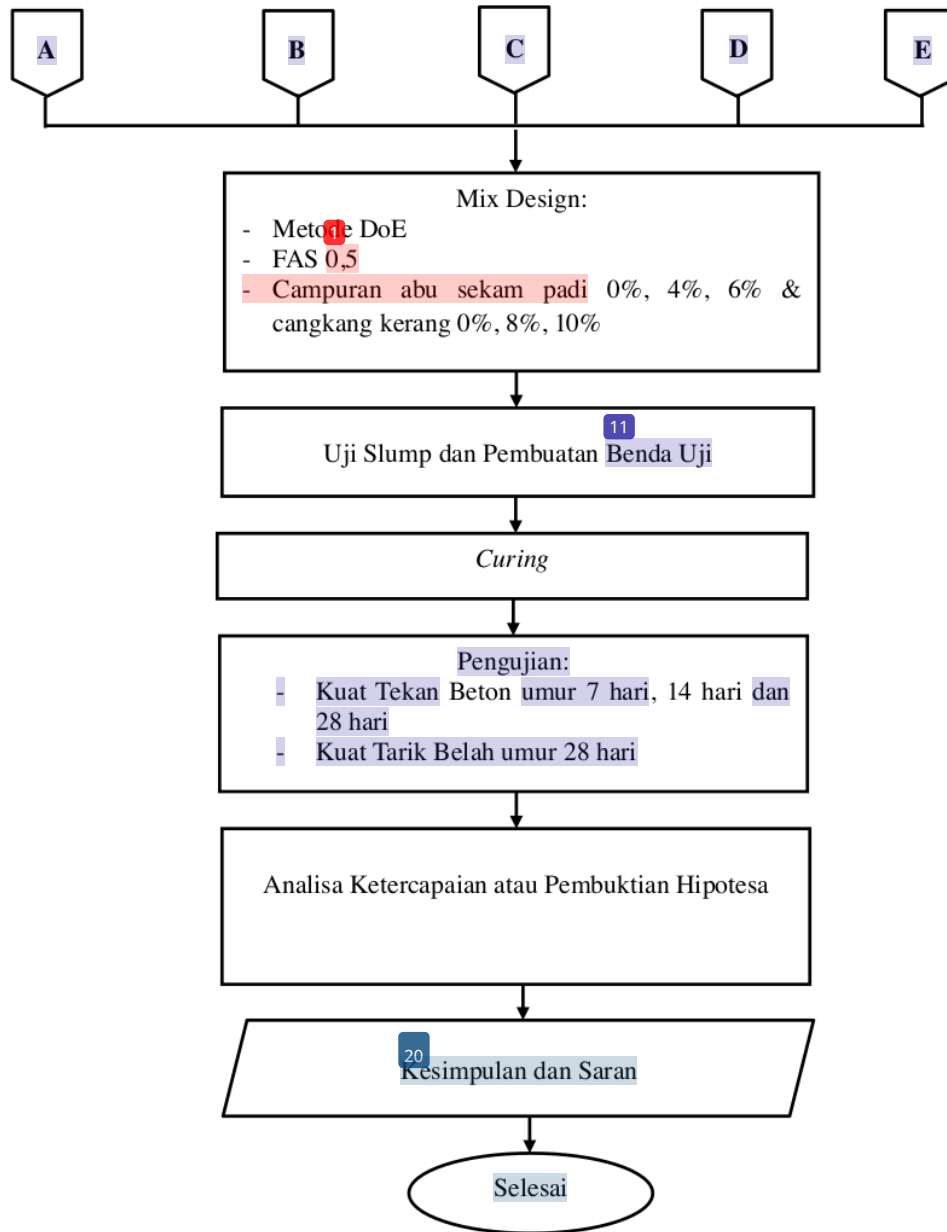 A B C D E
Mix Design:
- Metode DoE
1
- FAS 0,5
- Campuran abu sekam padi 0%, 4%, 6% &
cangkang kerang 0%, 8%, 10%
11
Uji Slump dan Pembuatan Benda Uji
Curing
Pengujian:
- Kuat Tekan Beton umur 7 hari, 14 hari dan
28 hari
- Kuat Tarik Belah umur 28 hari
Analisa Ketercapaian atau Pembuktian Hipotesa
20
Kesimpulan dan Saran
Selesai